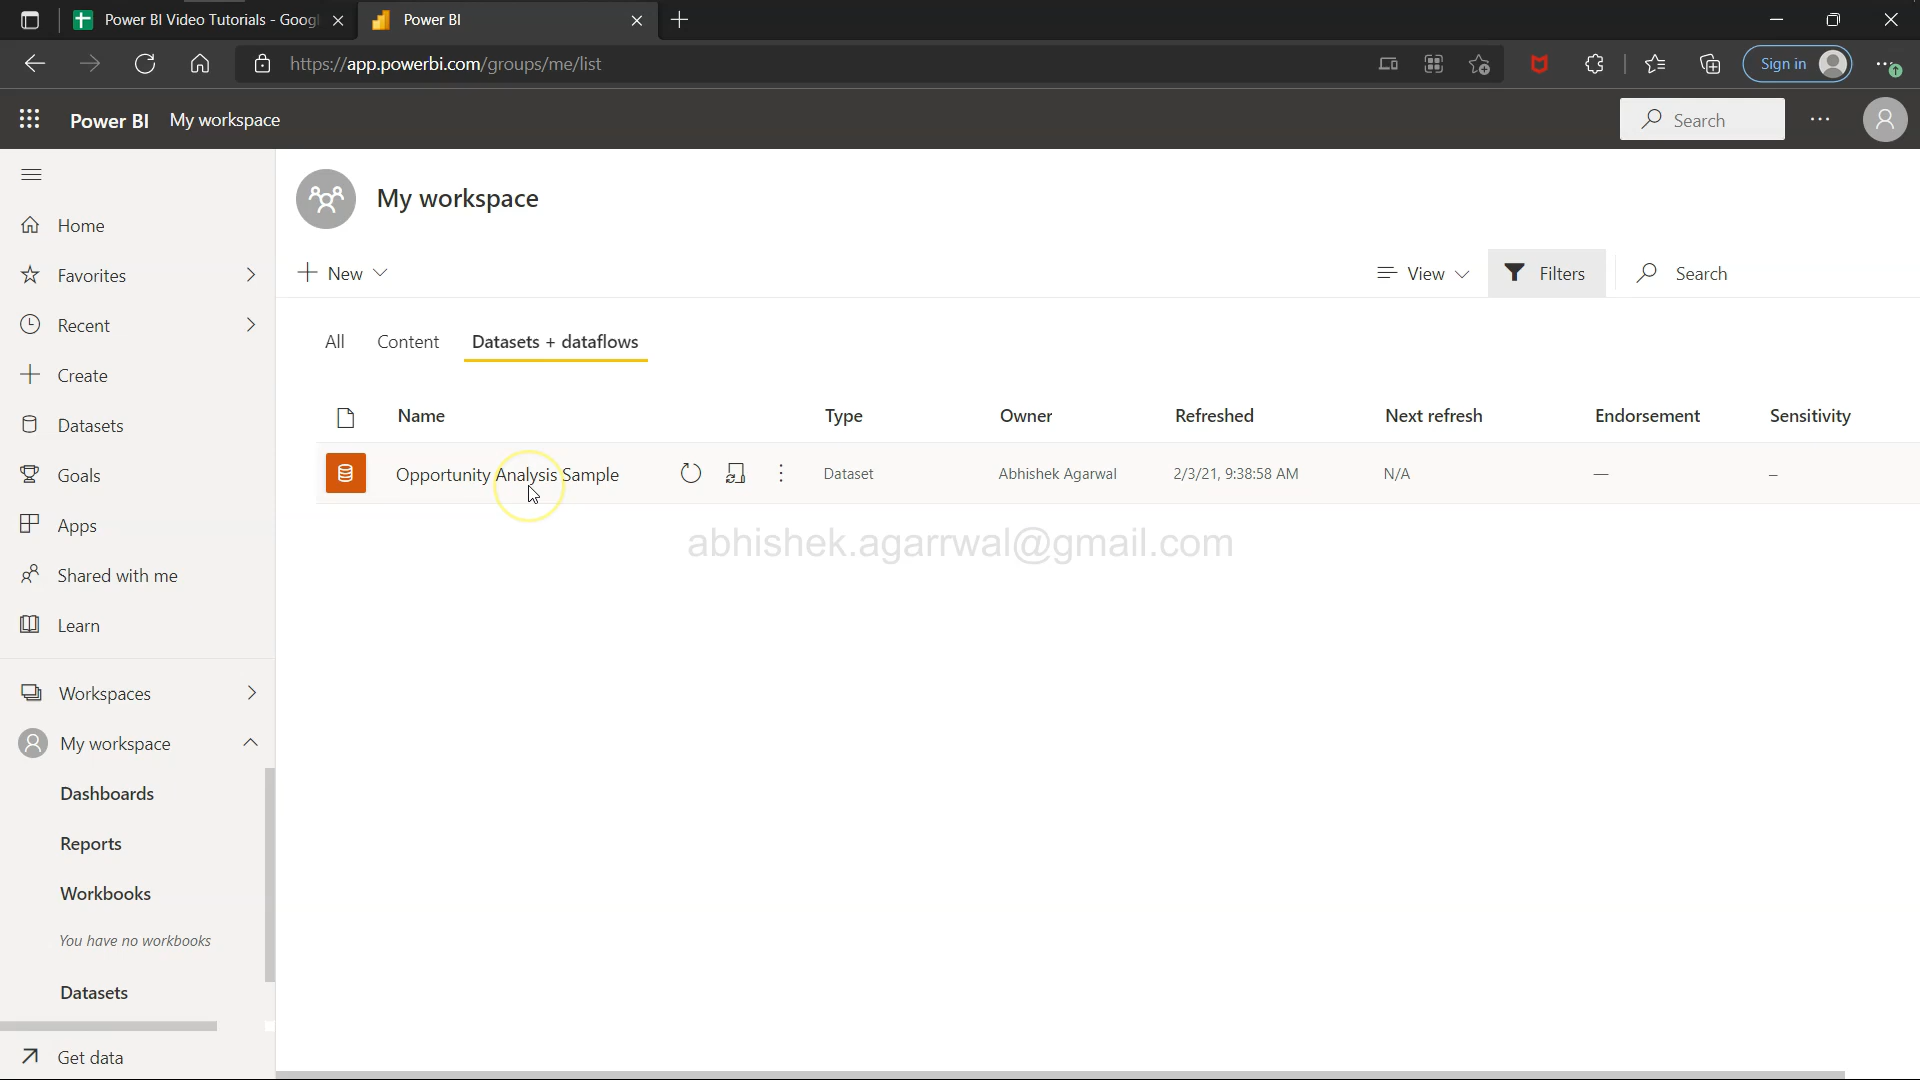 Power BI Video Tutorials - Googl
Power BI
https://app.powerbi.com/groups/me/list
Sign in
Power BI My workspace
Search
My workspace
Home
Favorites
Recent
Create
Datasets
Goals
Apps
Shared with me
Learn
Workspaces
My workspace
Dashboards
Reports
Workbooks
You have no workbooks
Datasets
Get data
New
View
Filters
Search
All Content Datasets + dataflows
Name Type Owner Refreshed Next refresh Endorsement Sensitivity
Opportunity Analysis Sample Dataset Abhishek Agarwal 2/3/21, 9:38:58 AM N/A — –
abhishek.agarrwal@gmail.com